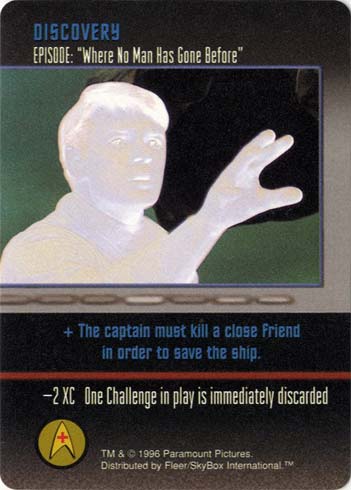 DISCOVERY
EPISODE: "Where No Man Has Gone Before"
+ The captain must kill a close friend
in order to save the ship.
−2 XC One Challenge in play is immediately discarded
TM & © 1996 Paramount Pictures.
Distributed by Fleer/SkyBox International.™